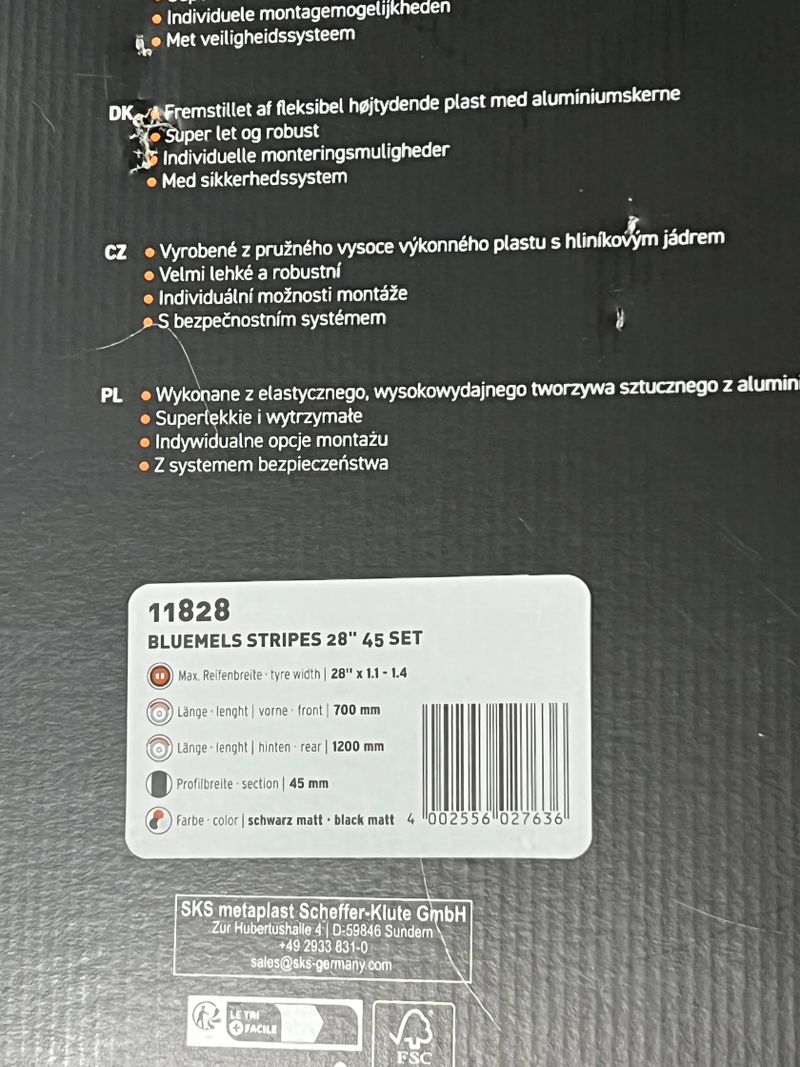 Individuele montagemogelijkheden
Met veiligheidssysteem
DK Fremstillet af fleksibel højtydende plast med aluminiumskerne
Super let og robust
Individuelle monteringsmuligheder
Med sikkerhedssystem
CZ Vyrobené z pružného vysoce výkonného plastu s hliníkovým jádrem
Velmi lehké a robustní
Individuální možnosti montáže
S bezpečnostním systémem
PL Wykonane z elastycznego, wysokowydajnego tworzywa sztucznego z alumini
Superlekkie i wytrzymałe
Indywidualne opcje montażu
Z systemem bezpieczeństwa
11828
BLUEMELS STRIPES 28" 45 SET
Max. Reifenbreite · tyre width | 28" x 1.1 - 1.4
Länge · lenght | vorne · front | 700 mm
Länge · lenght | hinten · rear | 1200 mm
Profilbreite · section | 45 mm
Farbe · color | schwarz matt · black matt
4 002556 027636
SKS metaplast Scheffer-Klute GmbH
Zur Hubertushalle 4 | D-59846 Sundern
+49 2933 831-0
sales@sks-germany.com
LE TRI
+ FACILE
FSC